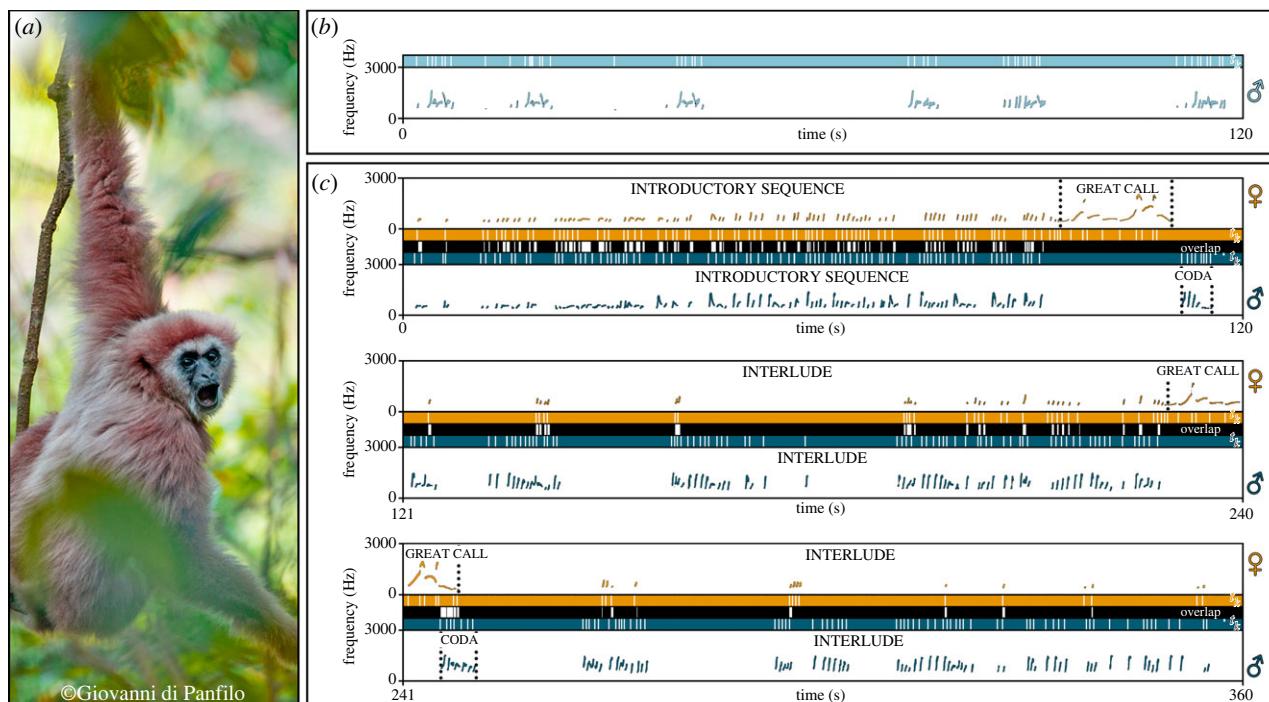 (a)
©Giovanni di Panfilo
(b)
frequency (Hz)
3000
0
0
time (s)
120
♂
(c)
frequency (Hz)
3000
INTRODUCTORY SEQUENCE
GREAT CALL
♀
0
overlap
3000
INTRODUCTORY SEQUENCE
CODA
♂
0
0
time (s)
120
frequency (Hz)
3000
INTERLUDE
GREAT CALL
♀
0
overlap
3000
INTERLUDE
♂
0
121
time (s)
240
frequency (Hz)
3000
GREAT CALL
INTERLUDE
♀
0
overlap
3000
CODA
INTERLUDE
♂
0
241
time (s)
360